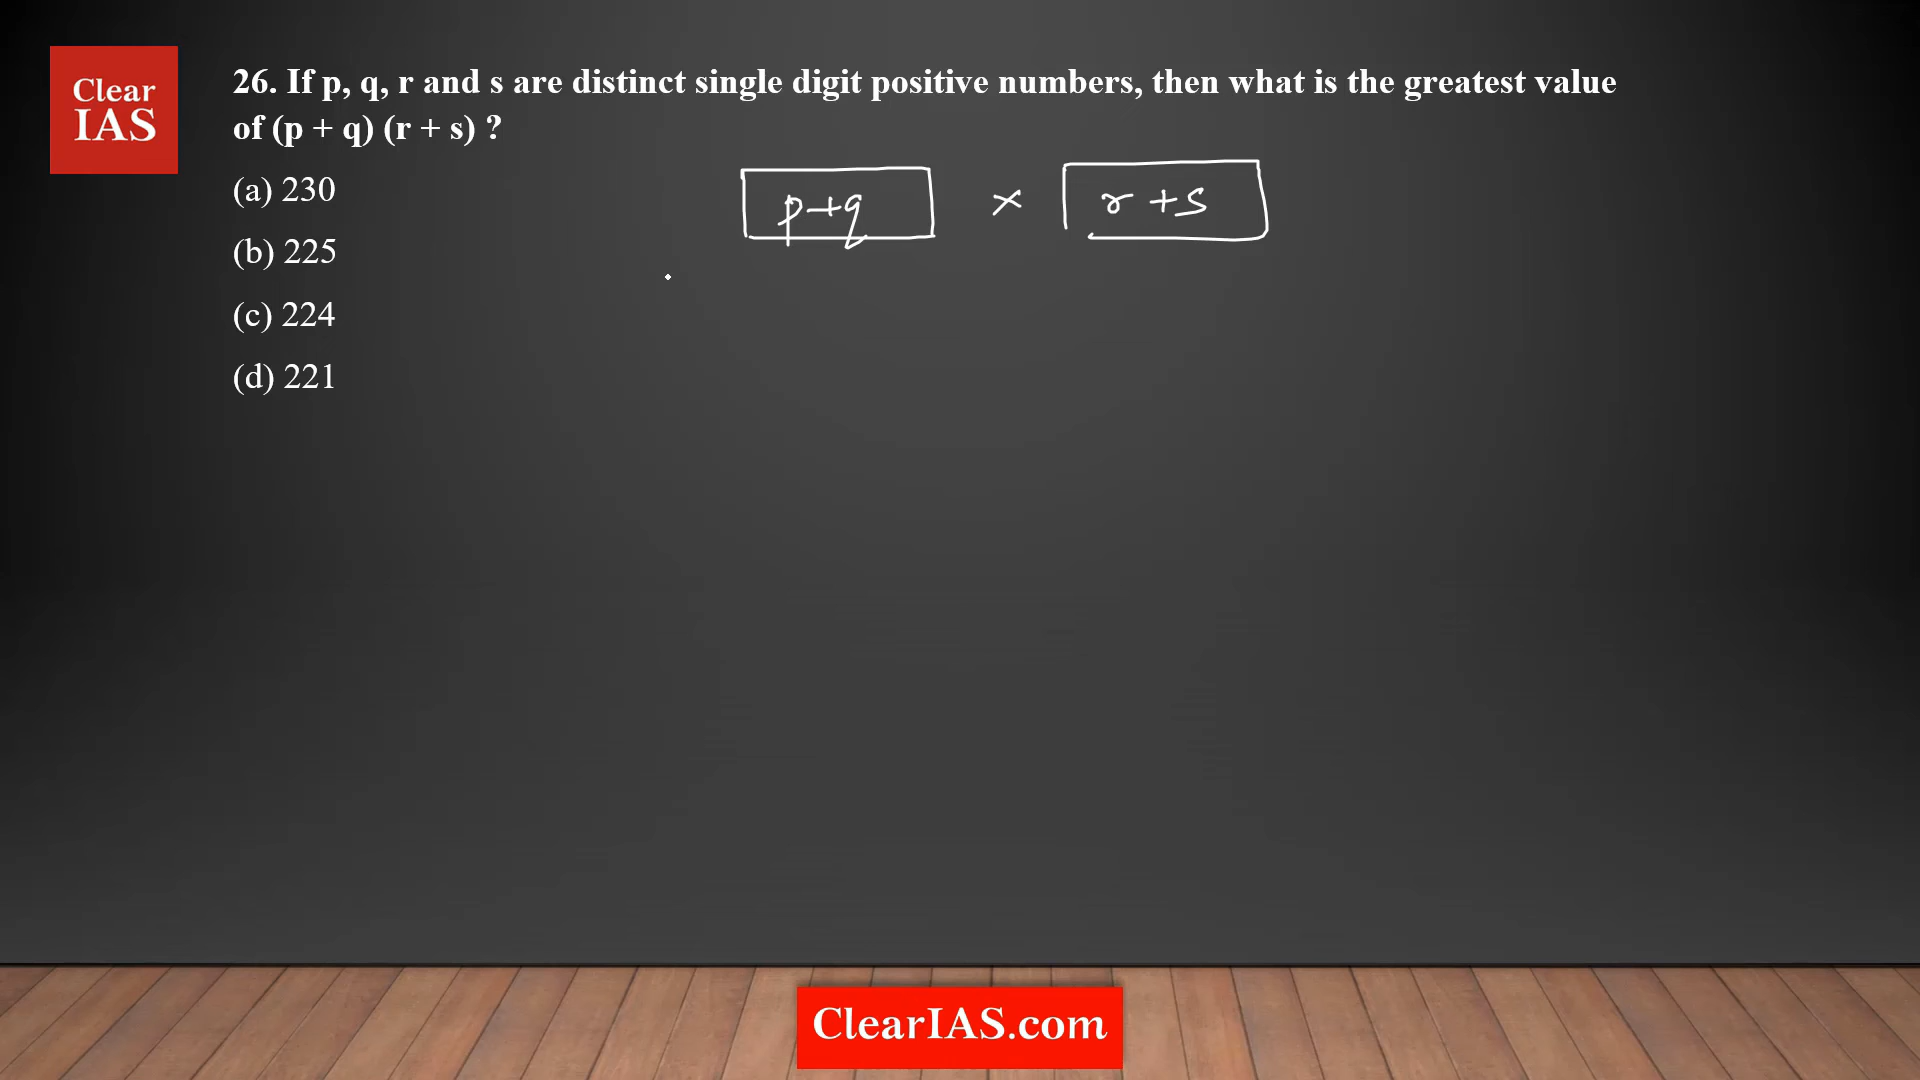 Clear
IAS
26. If p, q, r and s are distinct single digit positive numbers, then what is the greatest value
of (p + q) (r + s) ?
(a) 230
p+q × r+s
(b) 225
(c) 224
(d) 221
ClearIAS.com